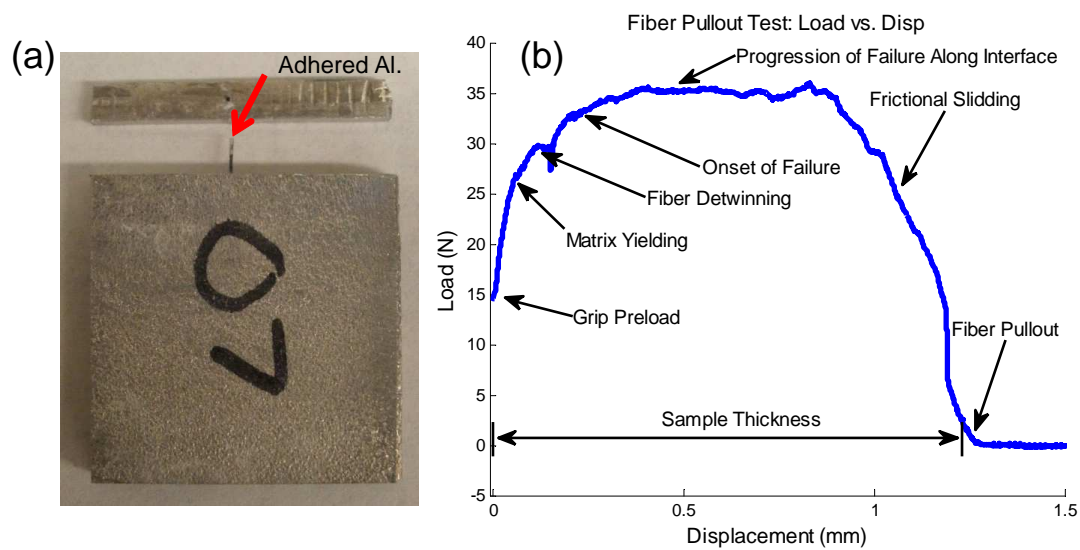 (a)
Adhered Al.
(b)
Fiber Pullout Test: Load vs. Disp
Progression of Failure Along Interface
Frictional Slidding
Onset of Failure
Fiber Detwinning
Matrix Yielding
Grip Preload
Fiber Pullout
Sample Thickness
Load (N)
40
35
30
25
20
15
10
5
0
-5
0
0.5
1
1.5
Displacement (mm)